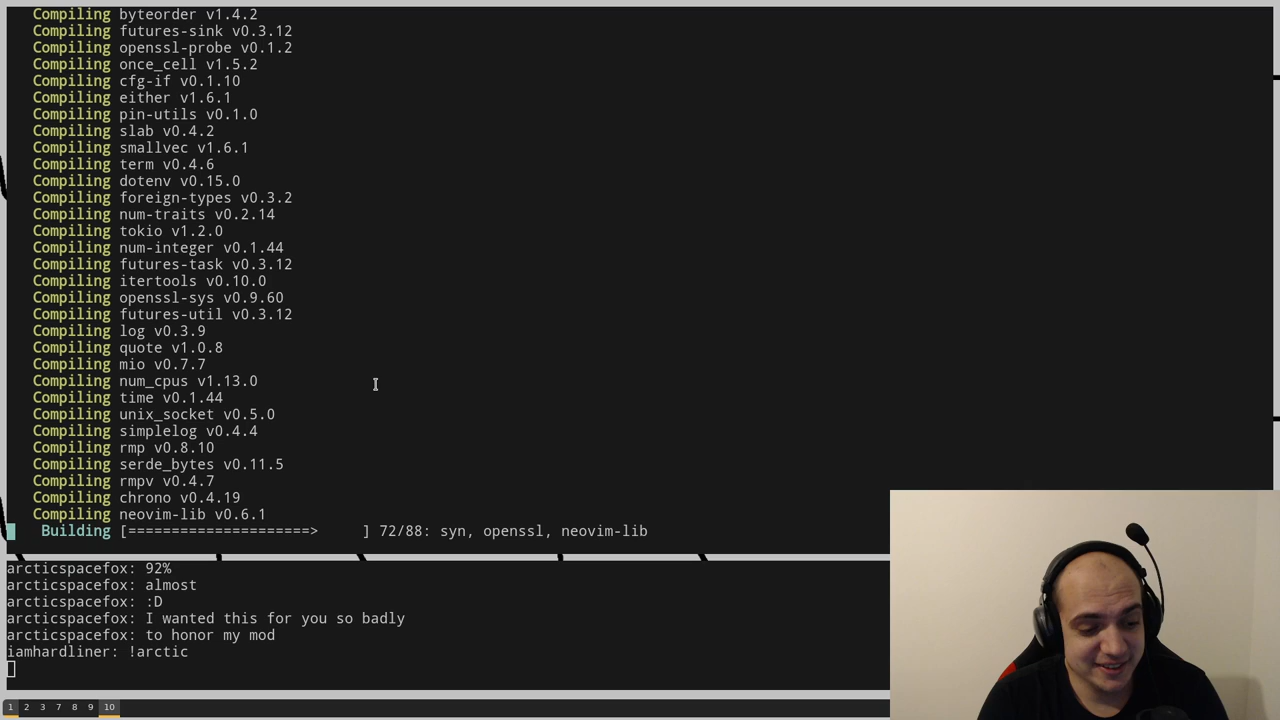 Compiling byteorder v1.4.2
Compiling futures-sink v0.3.12
Compiling openssl-probe v0.1.2
Compiling once_cell v1.5.2
Compiling cfg-if v0.1.10
Compiling either v1.6.1
Compiling pin-utils v0.1.0
Compiling slab v0.4.2
Compiling smallvec v1.6.1
Compiling term v0.4.6
Compiling dotenv v0.15.0
Compiling foreign-types v0.3.2
Compiling num-traits v0.2.14
Compiling tokio v1.2.0
Compiling num-integer v0.1.44
Compiling futures-task v0.3.12
Compiling itertools v0.10.0
Compiling openssl-sys v0.9.60
Compiling futures-util v0.3.12
Compiling log v0.3.9
Compiling quote v1.0.8
Compiling mio v0.7.7
Compiling num_cpus v1.13.0
Compiling time v0.1.44
Compiling unix_socket v0.5.0
Compiling simplelog v0.4.4
Compiling rmp v0.8.10
Compiling serde_bytes v0.11.5
Compiling rmpv v0.4.7
Compiling chrono v0.4.19
Compiling neovim-lib v0.6.1
Building [=====================>     ] 72/88: syn, openssl, neovim-lib
arcticspacefox: 92%
arcticspacefox: almost
arcticspacefox: :D
arcticspacefox: I wanted this for you so badly
arcticspacefox: to honor my mod
iamhardliner: !arctic
1 2 3 7 8 9 10